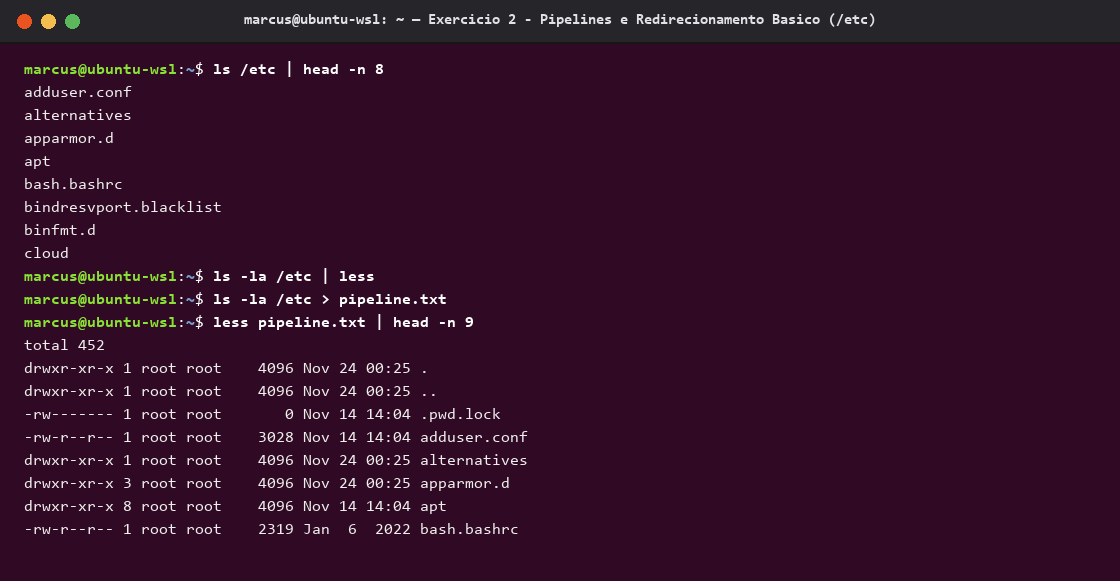 marcus@ubuntu-wsl: ~ — Exercicio 2 - Pipelines e Redirecionamento Basico (/etc)
marcus@ubuntu-wsl:~$ ls /etc | head -n 8
adduser.conf
alternatives
apparmor.d
apt
bash.bashrc
bindresvport.blacklist
binfmt.d
cloud
marcus@ubuntu-wsl:~$ ls -la /etc | less
marcus@ubuntu-wsl:~$ ls -la /etc > pipeline.txt
marcus@ubuntu-wsl:~$ less pipeline.txt | head -n 9
total 452
drwxr-xr-x 1 root root    4096 Nov 24 00:25 .
drwxr-xr-x 1 root root    4096 Nov 24 00:25 ..
-rw------- 1 root root       0 Nov 14 14:04 .pwd.lock
-rw-r--r-- 1 root root    3028 Nov 14 14:04 adduser.conf
drwxr-xr-x 1 root root    4096 Nov 24 00:25 alternatives
drwxr-xr-x 3 root root    4096 Nov 24 00:25 apparmor.d
drwxr-xr-x 8 root root    4096 Nov 14 14:04 apt
-rw-r--r-- 1 root root    2319 Jan  6  2022 bash.bashrc